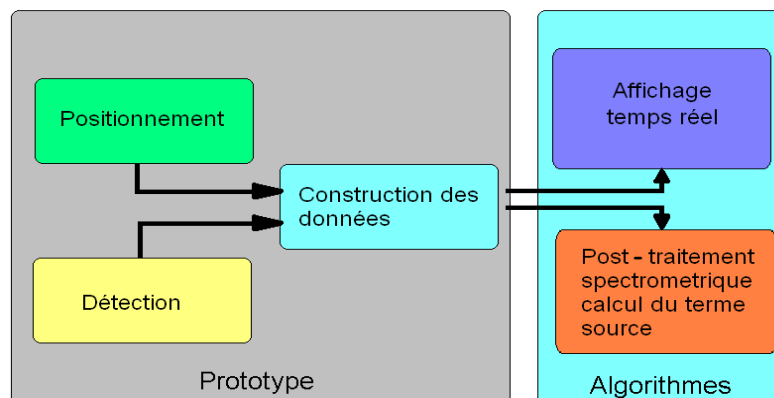 Positionnement
Détection
Construction des
données
Prototype
Affichage
temps réel
Post - traitement
spectrometrique
calcul du terme
source
Algorithmes